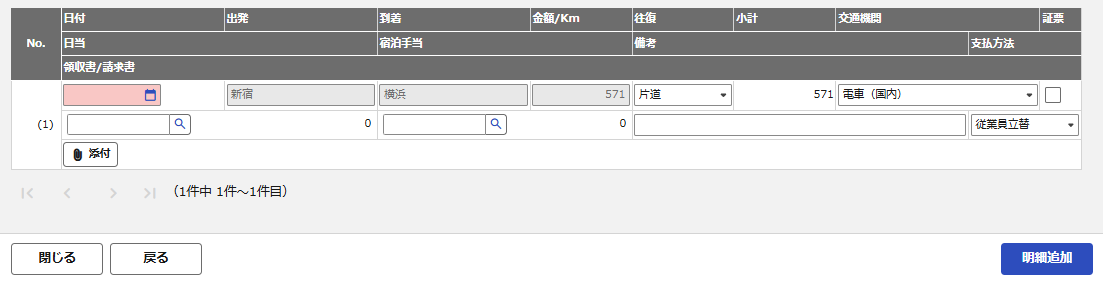 No. 日付 出発 到着 金額/Km 往復 小計 交通機関 証票
日当 宿泊手当 備考 支払方法
領収書/請求書
新宿 横浜 571 片道 571 電車（国内）
(1) 0 0 従業員立替
添付
（1件中 1件～1件目）
閉じる 戻る 明細追加